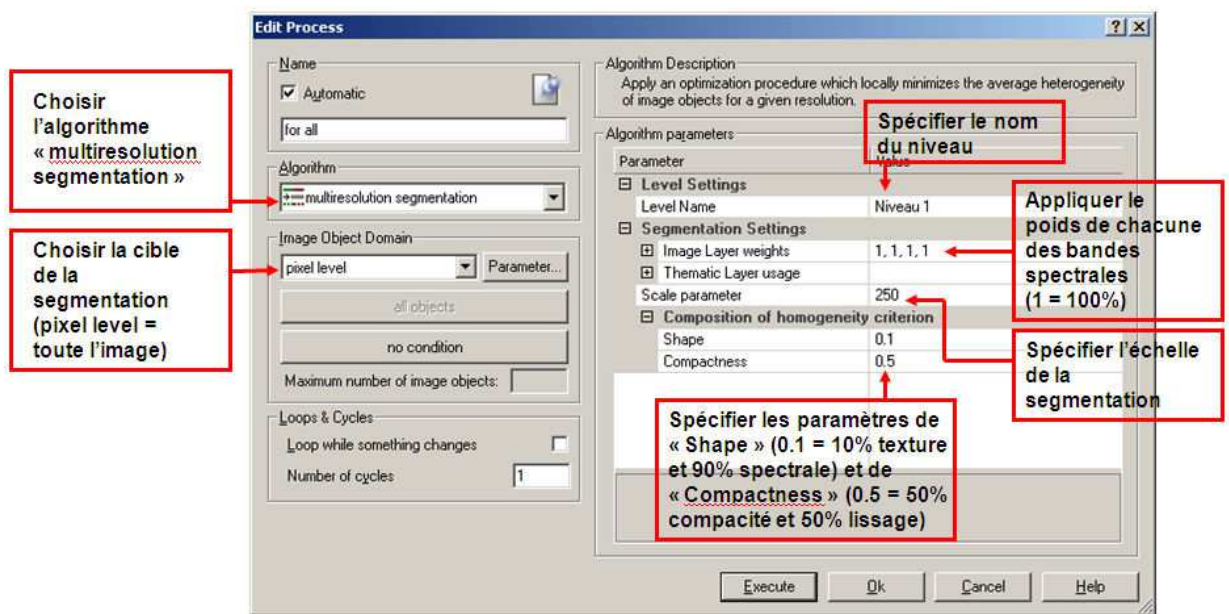 Edit Process
Name
Automatic
for all
Algorithm
multiresolution segmentation
Image Object Domain
pixel level
Parameter...
all objects
no condition
Maximum number of image objects:
Loops & Cycles
Loop while something changes
Number of cycles
1
Algorithm Description
Apply an optimization procedure which locally minimizes the average heterogeneity
of image objects for a given resolution.
Algorithm parameters
Parameter
Value
Level Settings
Level Name
Niveau 1
Segmentation Settings
Image Layer weights
1, 1, 1, 1
Thematic Layer usage
Scale parameter
250
Composition of homogeneity criterion
Shape
0.1
Compactness
0.5
Execute
Ok
Cancel
Help
Choisir
l'algorithme
« multiresolution
segmentation »
Choisir la cible
de la
segmentation
(pixel level =
toute l'image)
Spécifier le nom
du niveau
Appliquer le
poids de chacune
des bandes
spectrales
(1 = 100%)
Spécifier l'échelle
de la
segmentation
Spécifier les paramètres de
« Shape » (0.1 = 10% texture
et 90% spectrale) et de
« Compactness » (0.5 = 50%
compacité et 50% lissage)